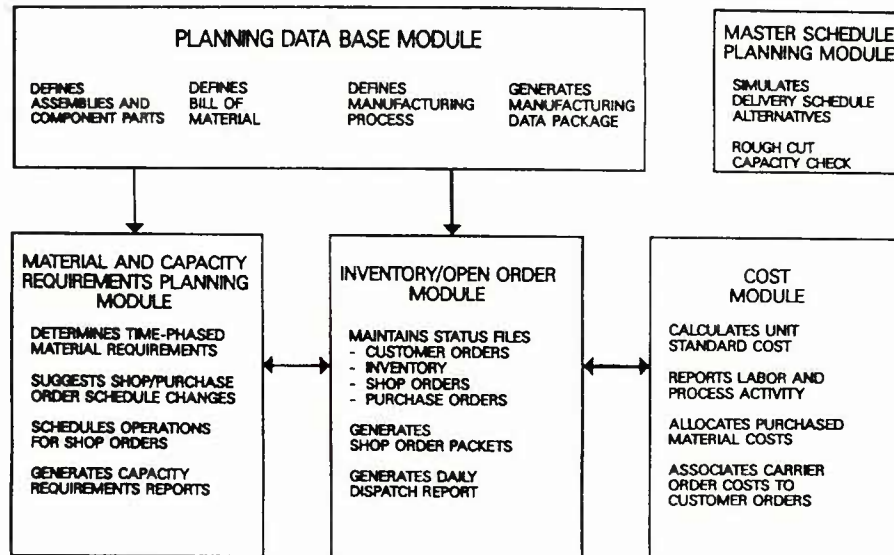 PLANNING DATA BASE MODULE
DEFINES
ASSEMBLIES AND
COMPONENT PARTS
DEFINES
BILL OF
MATERIAL
DEFINES
MANUFACTURING
PROCESS
GENERATES
MANUFACTURING
DATA PACKAGE
MASTER SCHEDULE
PLANNING MODULE
SIMULATES
DELIVERY SCHEDULE
ALTERNATIVES
ROUGH CUT
CAPACITY CHECK
MATERIAL AND CAPACITY
REQUIREMENTS PLANNING
MODULE
DETERMINES TIME-PHASED
MATERIAL REQUIREMENTS
SUGGESTS SHOP/PURCHASE
ORDER SCHEDULE CHANGES
SCHEDULES OPERATIONS
FOR SHOP ORDERS
GENERATES CAPACITY
REQUIREMENTS REPORTS
INVENTORY/OPEN ORDER
MODULE
MAINTAINS STATUS FILES
- CUSTOMER ORDERS
- INVENTORY
- SHOP ORDERS
- PURCHASE ORDERS
GENERATES
SHOP ORDER PACKETS
GENERATES DAILY
DISPATCH REPORT
COST
MODULE
CALCULATES UNIT
STANDARD COST
REPORTS LABOR AND
PROCESS ACTIVITY
ALLOCATES PURCHASED
MATERIAL COSTS
ASSOCIATES CARRIER
ORDER COSTS TO
CUSTOMER ORDERS